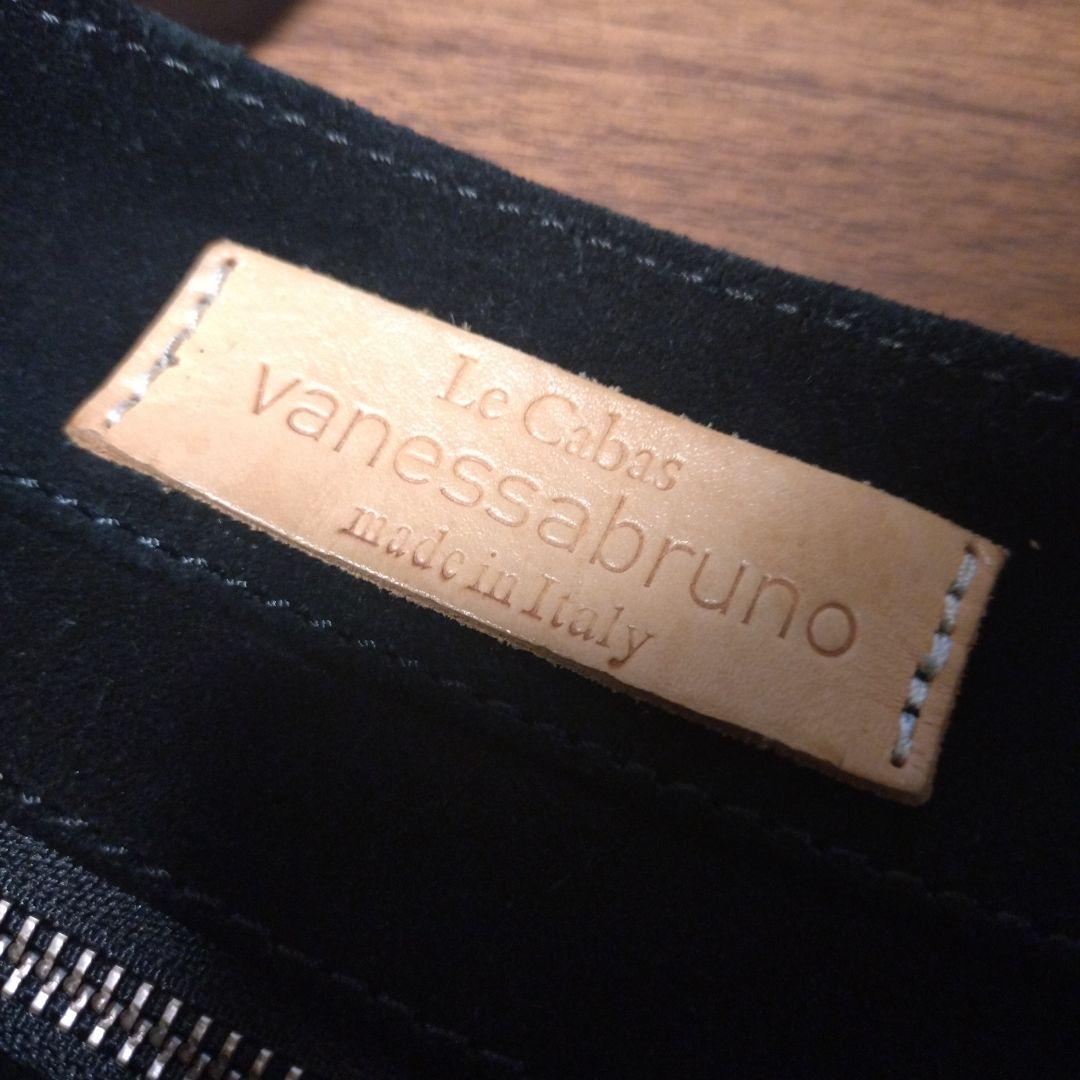 Le Cabas
vanessabruno
made in Italy